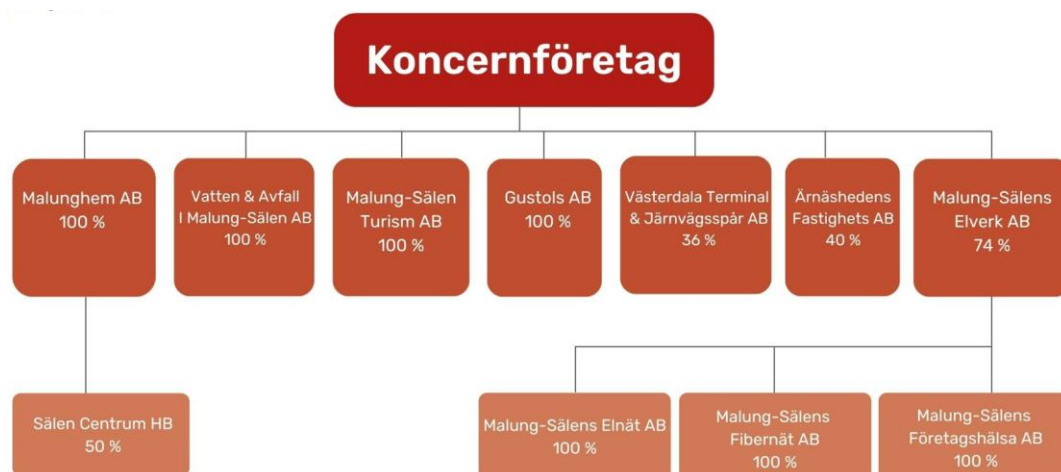 Koncernföretag
Malunghem AB
100 %
Vatten & Avfall
I Malung-Sälen AB
100 %
Malung-Sälen
Turism AB
100 %
Gustols AB
100 %
Västerdala Terminal
& Järnvägsspår AB
36 %
Ärnäshedens
Fastighets AB
40 %
Malung-Sälens
Elverk AB
74 %
Sälen Centrum HB
50 %
Malung-Sälens Elnät AB
100 %
Malung-Sälens
Fibernät AB
100 %
Malung-Sälens
Företagshälsa AB
100 %